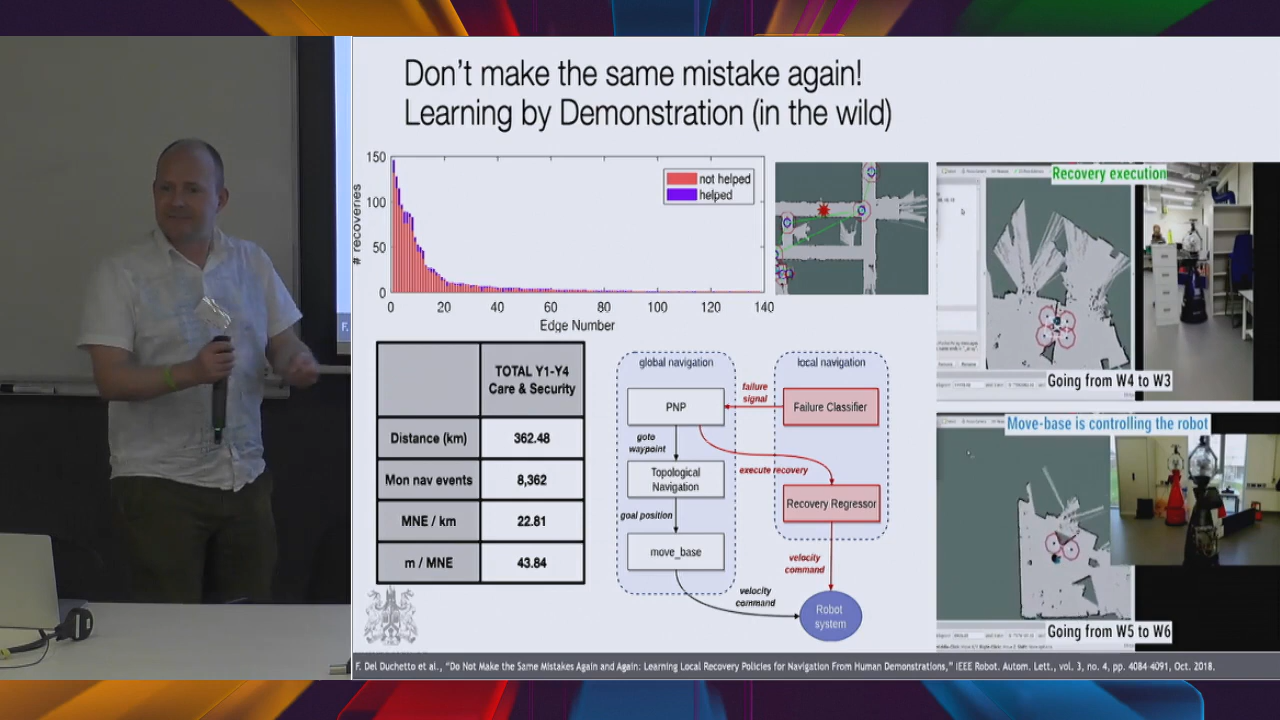 Don't make the same mistake again!
Learning by Demonstration (in the wild)
150
100
50
0
# recoveries
not helped
helped
0
20
40
60
80
100
120
140
Edge Number
TOTAL Y1-Y4
Care & Security
Distance (km)
362.48
Mon nav events
8,362
MNE / km
22.81
m / MNE
43.84
global navigation
local navigation
PNP
failure
signal
Failure Classifier
goto
waypoint
execute recovery
Topological
Navigation
Recovery Regressor
goal position
move_base
velocity
command
velocity
command
Robot
system
Recovery execution
Going from W4 to W3
Move-base is controlling the robot
Going from W5 to W6
F.
F. Del Duchetto et al., "Do Not Make the Same Mistakes Again and Again: Learning Local Recovery Policies for Navigation From Human Demonstrations," IEEE Robot. Autom. Lett., vol. 3, no. 4, pp. 4084-4091, Oct. 2018.